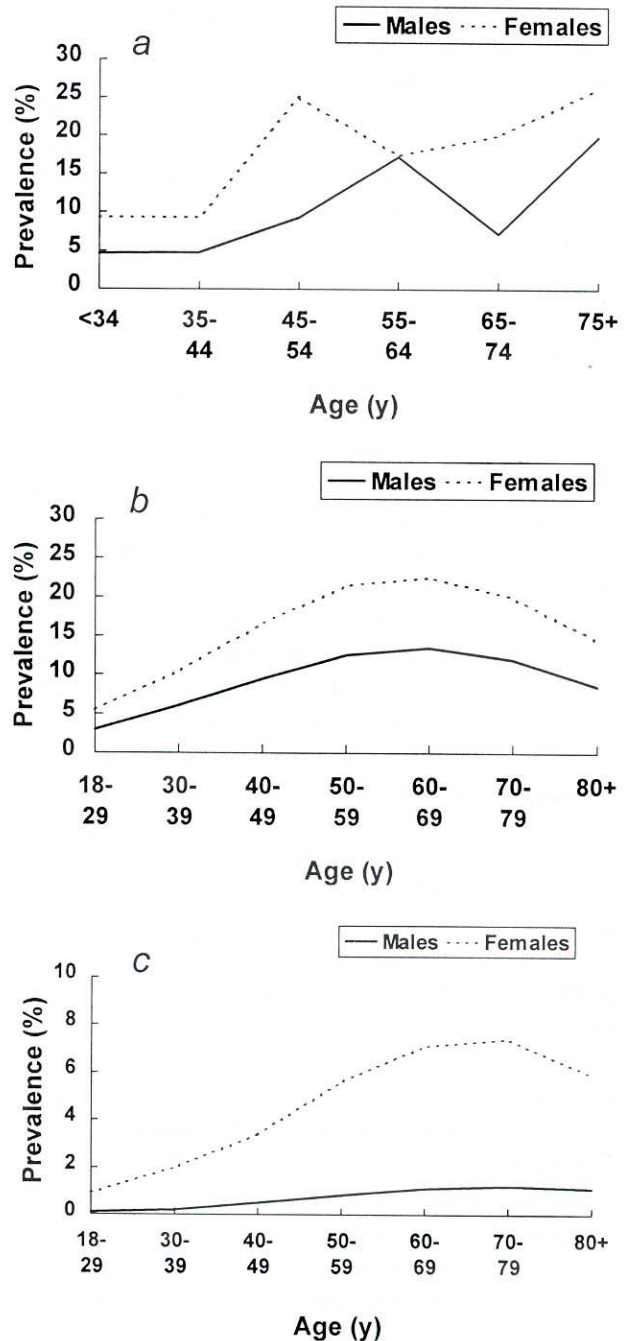 a
Males Females
Prevalence (%)
30
25
20
15
10
5
0
<34 35- 45- 55- 65- 75+
44 54 64 74
Age (y)
b
Males Females
Prevalence (%)
30
25
20
15
10
5
0
18- 30- 40- 50- 60- 70- 80+
29 39 49 59 69 79
Age (y)
c
Males Females
Prevalence (%)
10
8
6
4
2
0
18- 30- 40- 50- 60- 70- 80+
29 39 49 59 69 79
Age (y)